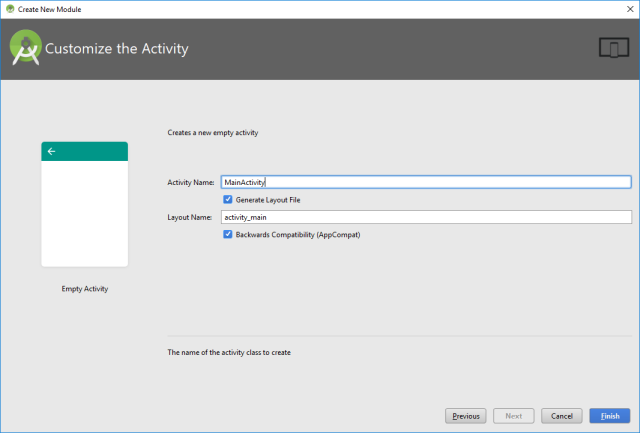 Create New Module
Customize the Activity
Creates a new empty activity
Activity Name: MainActivity
Generate Layout File
Layout Name: activity_main
Backwards Compatibility (AppCompat)
Empty Activity
The name of the activity class to create
Previous Next Cancel Finish